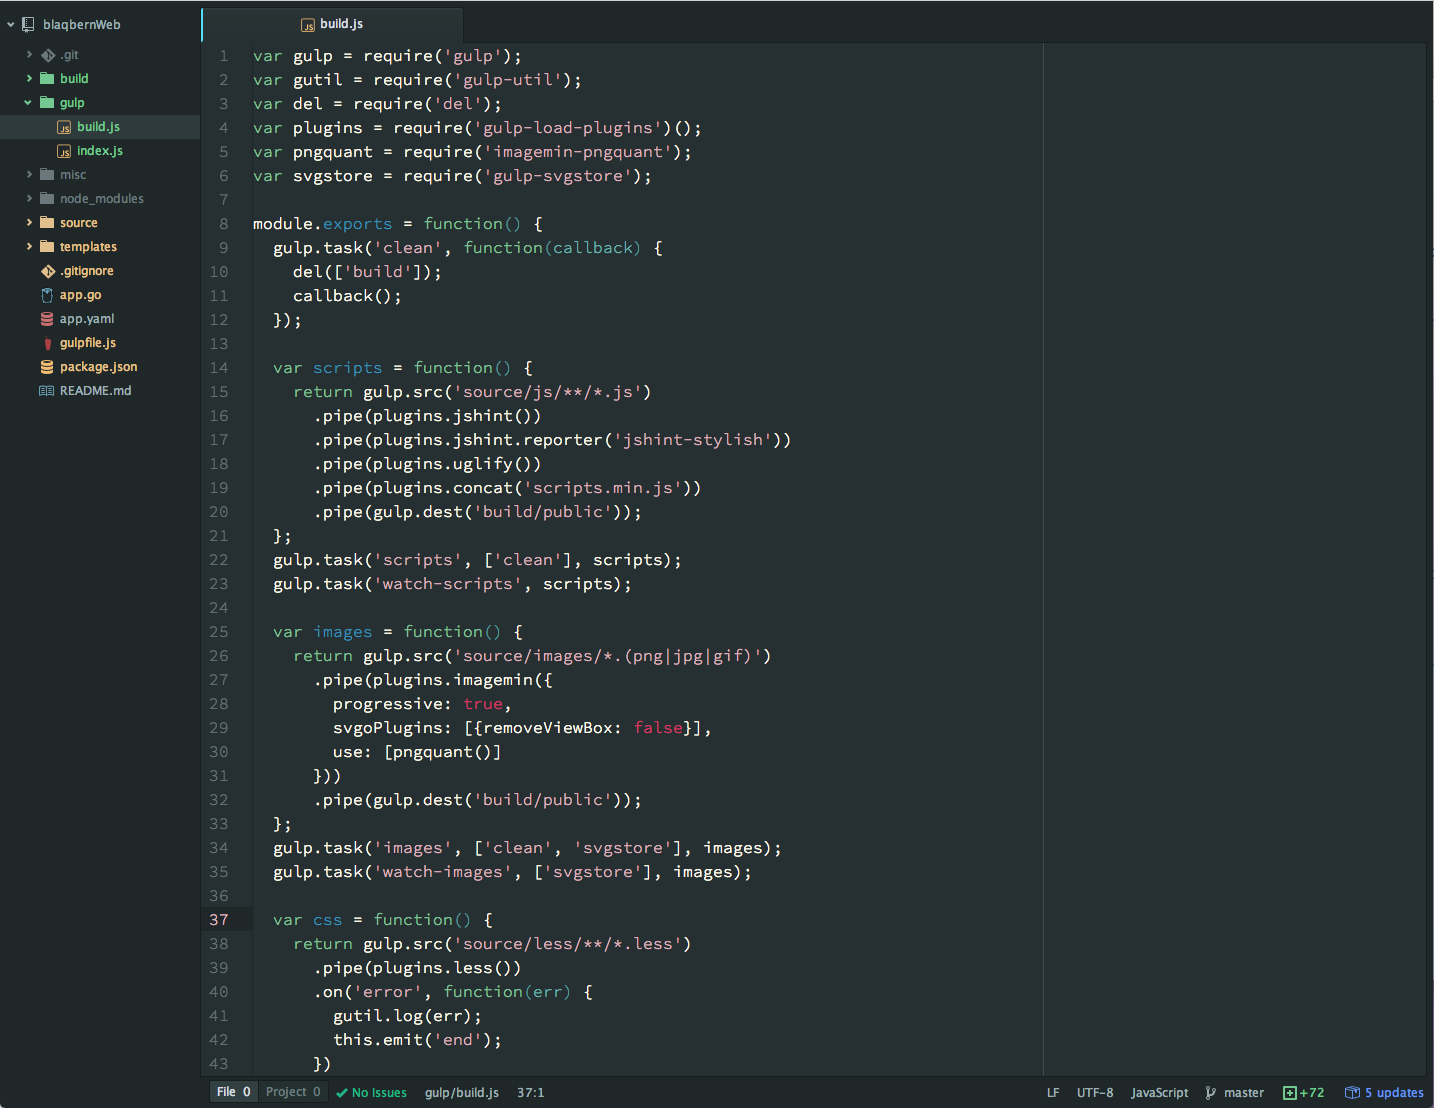 blaqbernWeb
.git
build
gulp
build.js
index.js
misc
node_modules
source
templates
.gitignore
app.go
app.yaml
gulpfile.js
package.json
README.md
build.js
1 var gulp = require('gulp');
2 var gutil = require('gulp-util');
3 var del = require('del');
4 var plugins = require('gulp-load-plugins')();
5 var pngquant = require('imagemin-pngquant');
6 var svgstore = require('gulp-svgstore');
7
8 module.exports = function() {
9   gulp.task('clean', function(callback) {
10     del(['build']);
11     callback();
12   });
13
14   var scripts = function() {
15     return gulp.src('source/js/**/*.js')
16       .pipe(plugins.jshint())
17       .pipe(plugins.jshint.reporter('jshint-stylish'))
18       .pipe(plugins.uglify())
19       .pipe(plugins.concat('scripts.min.js'))
20       .pipe(gulp.dest('build/public'));
21   };
22   gulp.task('scripts', ['clean'], scripts);
23   gulp.task('watch-scripts', scripts);
24
25   var images = function() {
26     return gulp.src('source/images/*.(png|jpg|gif)')
27       .pipe(plugins.imagemin({
28         progressive: true,
29         svgoPlugins: [{removeViewBox: false}],
30         use: [pngquant()]
31       }))
32       .pipe(gulp.dest('build/public'));
33   };
34   gulp.task('images', ['clean', 'svgstore'], images);
35   gulp.task('watch-images', ['svgstore'], images);
36
37   var css = function() {
38     return gulp.src('source/less/**/*.less')
39       .pipe(plugins.less())
40       .on('error', function(err) {
41         gutil.log(err);
42         this.emit('end');
43       })
File 0 Project 0 No Issues gulp/build.js 37:1 LF UTF-8 JavaScript master +72 5 updates